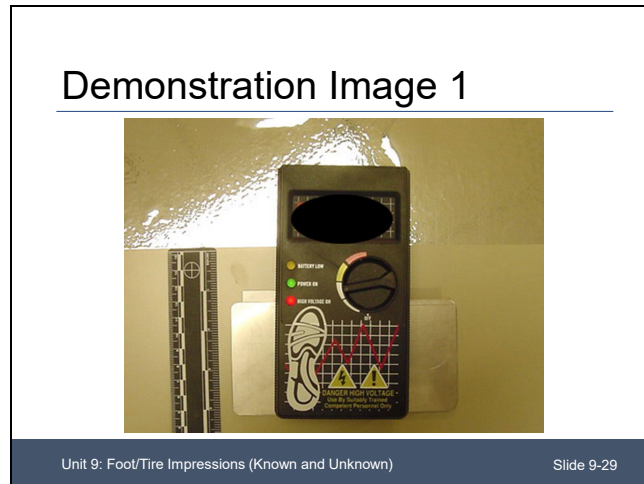 Demonstration Image 1
BATTERY LOW
POWER ON
HIGH VOLTAGE ON
OFF
DANGER HIGH VOLTAGE
Use By Suitably Trained
Competent Personnel Only
Unit 9: Foot/Tire Impressions (Known and Unknown)
Slide 9-29